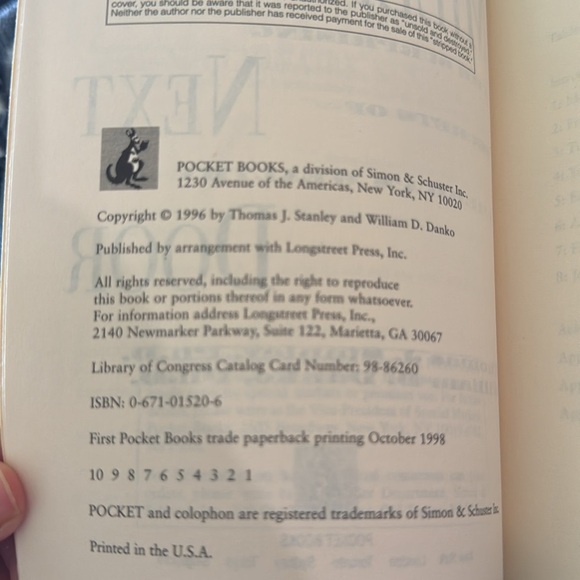 cover, you should be aware that it was reported to the publisher as "unsold and destroyed."
Neither the author nor the publisher has received payment for the sale of this "stripped book."
NEXT
DOOR
POCKET BOOKS, a division of Simon & Schuster Inc.
1230 Avenue of the Americas, New York, NY 10020
Copyright © 1996 by Thomas J. Stanley and William D. Danko
Published by arrangement with Longstreet Press, Inc.
All rights reserved, including the right to reproduce
this book or portions thereof in any form whatsoever.
For information address Longstreet Press, Inc.,
2140 Newmarker Parkway, Suite 122, Marietta, GA 30067
Library of Congress Catalog Card Number: 98-86260
ISBN: 0-671-01520-6
First Pocket Books trade paperback printing October 1998
10 9 8 7 6 5 4 3 2 1
POCKET and colophon are registered trademarks of Simon & Schuster Inc.
Printed in the U.S.A.